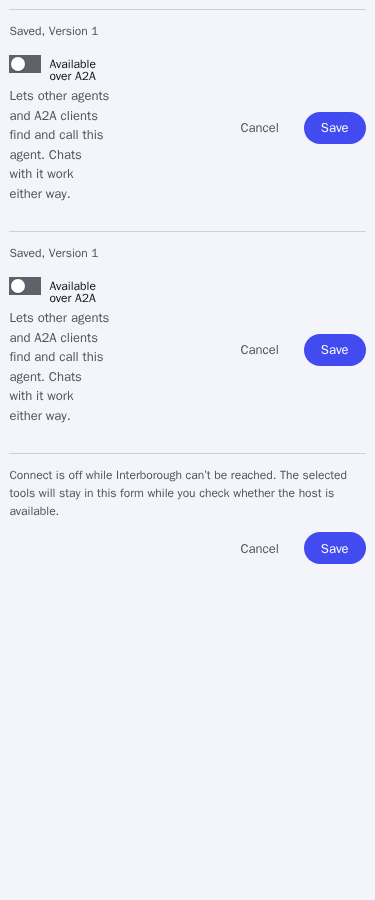 Saved, Version 1
Available
over A2A
Lets other agents
and A2A clients
find and call this
agent. Chats
with it work
either way.
Cancel
Save
Saved, Version 1
Available
over A2A
Lets other agents
and A2A clients
find and call this
agent. Chats
with it work
either way.
Cancel
Save
Connect is off while Interborough can't be reached. The selected
tools will stay in this form while you check whether the host is
available.
Cancel
Save